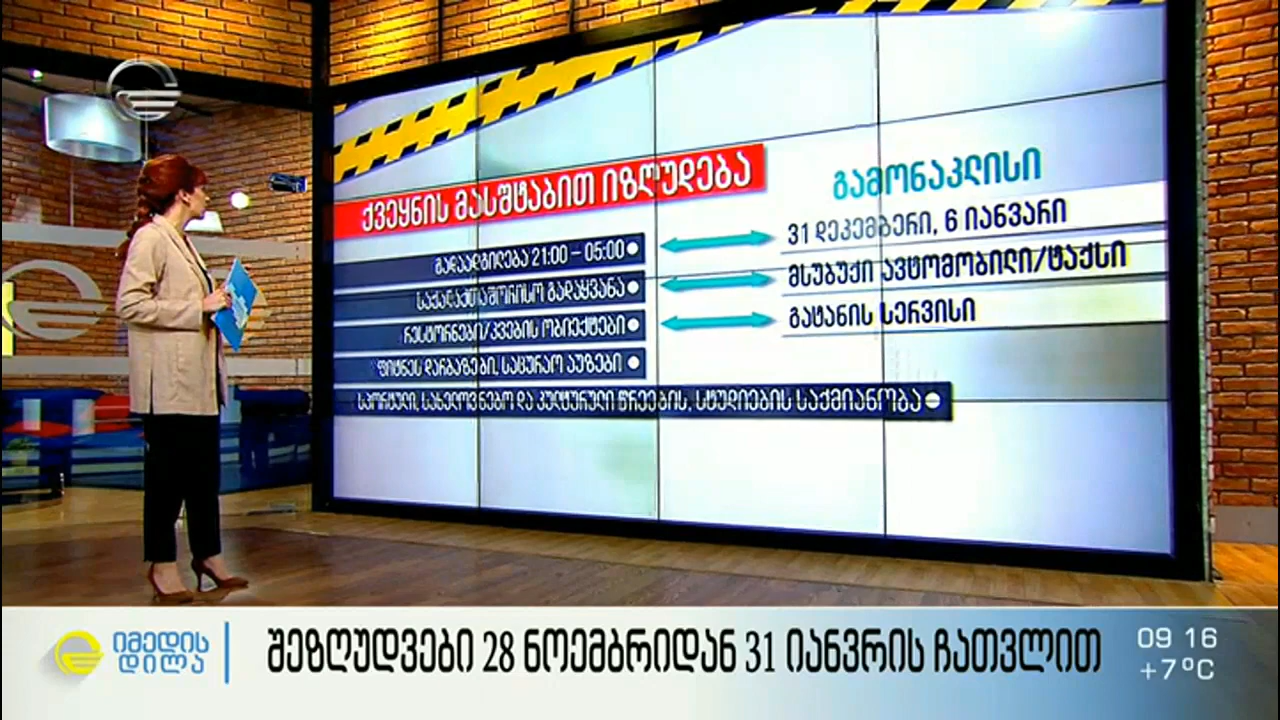 ქვეყნის მასშტაბით იზღუდება
გადაადგილება 21:00 – 05:00
საქალაქთაშორისო გადაყვანა
რესტორნები/კვების ობიექტები
ფიტნეს დარბაზები, საცურაო აუზები
სპორტული, სახელოვნებო და კულტურული წრეების, სტუდიების საქმიანობა
გამონაკლისი
31 დეკემბერი, 6 იანვარი
მსუბუქი ავტომობილი/ტაქსი
გატანის სერვისი
იმედის
დილა
შეზღუდვები 28 ნოემბრიდან 31 იანვრის ჩათვლით
09 16
+7°C